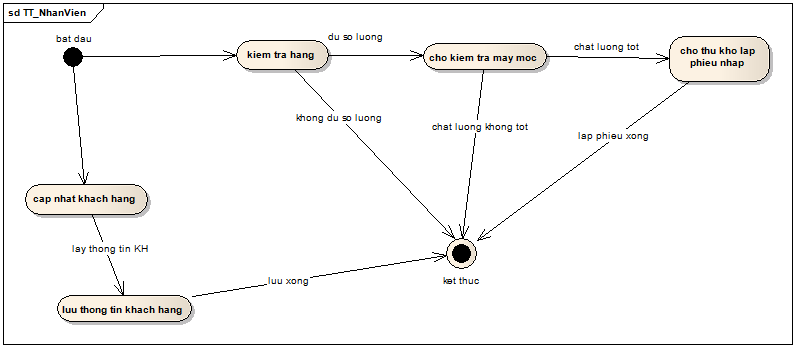 sd TT_NhanVien
bat dau
kiem tra hang
du so luong
cho kiem tra may moc
chat luong tot
cho thu kho lap
phieu nhap
khong du so luong
chat luong khong tot
lap phieu xong
cap nhat khach hang
lay thong tin KH
luu thong tin khach hang
luu xong
ket thuc